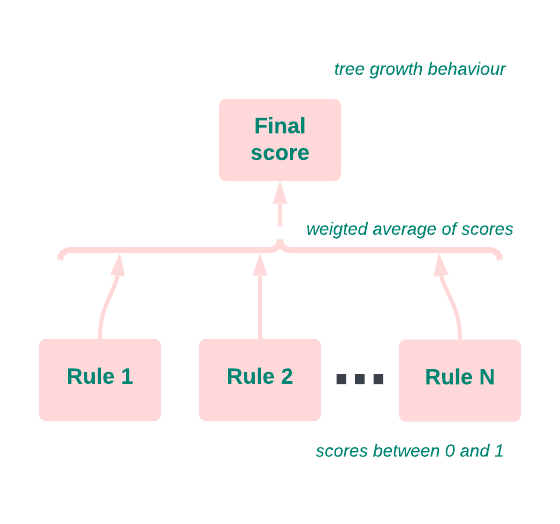 tree growth behaviour
Final
score
weigted average of scores
Rule 1
Rule 2
Rule N
scores between 0 and 1